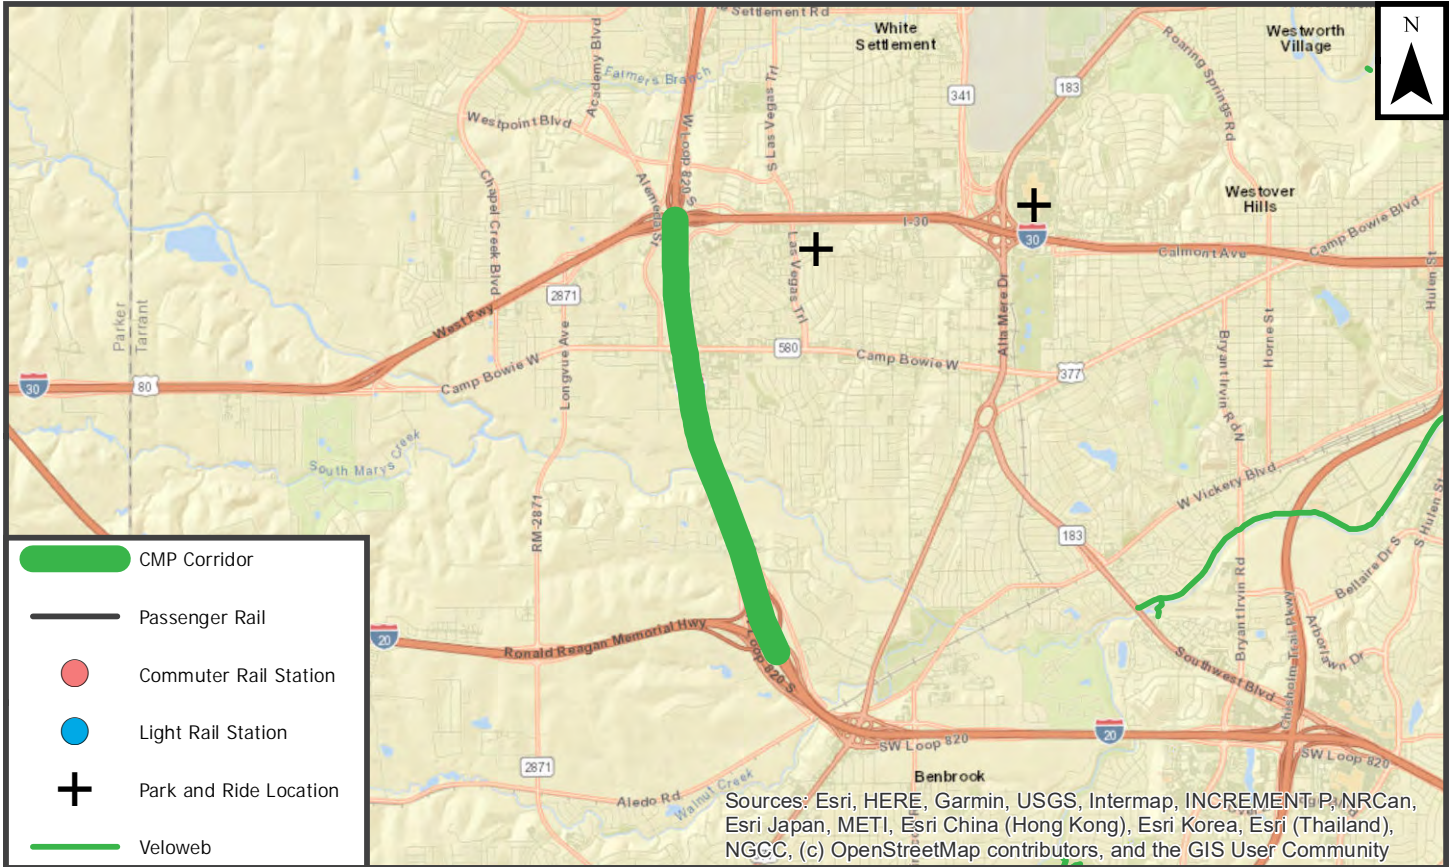 Settlement Rd
White
Settlement
Westworth
Village
N
Academy Blvd
Farmers Branch
Roaring Springs Rd
183
341
Westpoint Blvd
W Loop 820 S
S Las Vegas Trl
Chapel Creek Blvd
Alemeda St
Westover
Hills
I-30
30
Calmont Ave
Camp Bowie Blvd
Hulen St
Las Vegas Trl
2871
Parker
Tarrant
West Fwy
Alta Mere Dr
Horne St
Bryant Irvin Rd N
580
Camp Bowie W
Camp Bowie W
377
30
80
Longvue Ave
South Marys Creek
W Vickery Blvd
S Hulen St
RM-2871
183
Bellaire Dr S
Bryant Irvin Rd
Chisholm Trail Pkwy
Arborlawn Dr
20
Ronald Reagan Memorial Hwy
Loop 820 S
Southwest Blvd
SW Loop 820
20
SW Loop 820
2871
Benbrook
Aledo Rd
Walnut Creek
CMP Corridor
Passenger Rail
Commuter Rail Station
Light Rail Station
Park and Ride Location
Veloweb
Sources: Esri, HERE, Garmin, USGS, Intermap, INCREMENT P, NRCan,
Esri Japan, METI, Esri China (Hong Kong), Esri Korea, Esri (Thailand),
NGCC, (c) OpenStreetMap contributors, and the GIS User Community